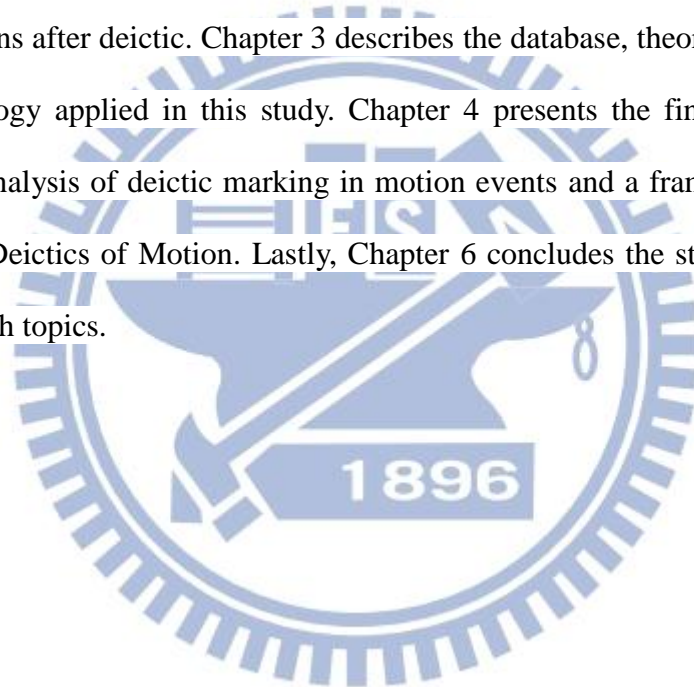 ns after deictic. Chapter 3 describes the database, theor
ogy applied in this study. Chapter 4 presents the fin
nalysis of deictic marking in motion events and a fran
Deictics of Motion. Lastly, Chapter 6 concludes the st
h topics.
1896